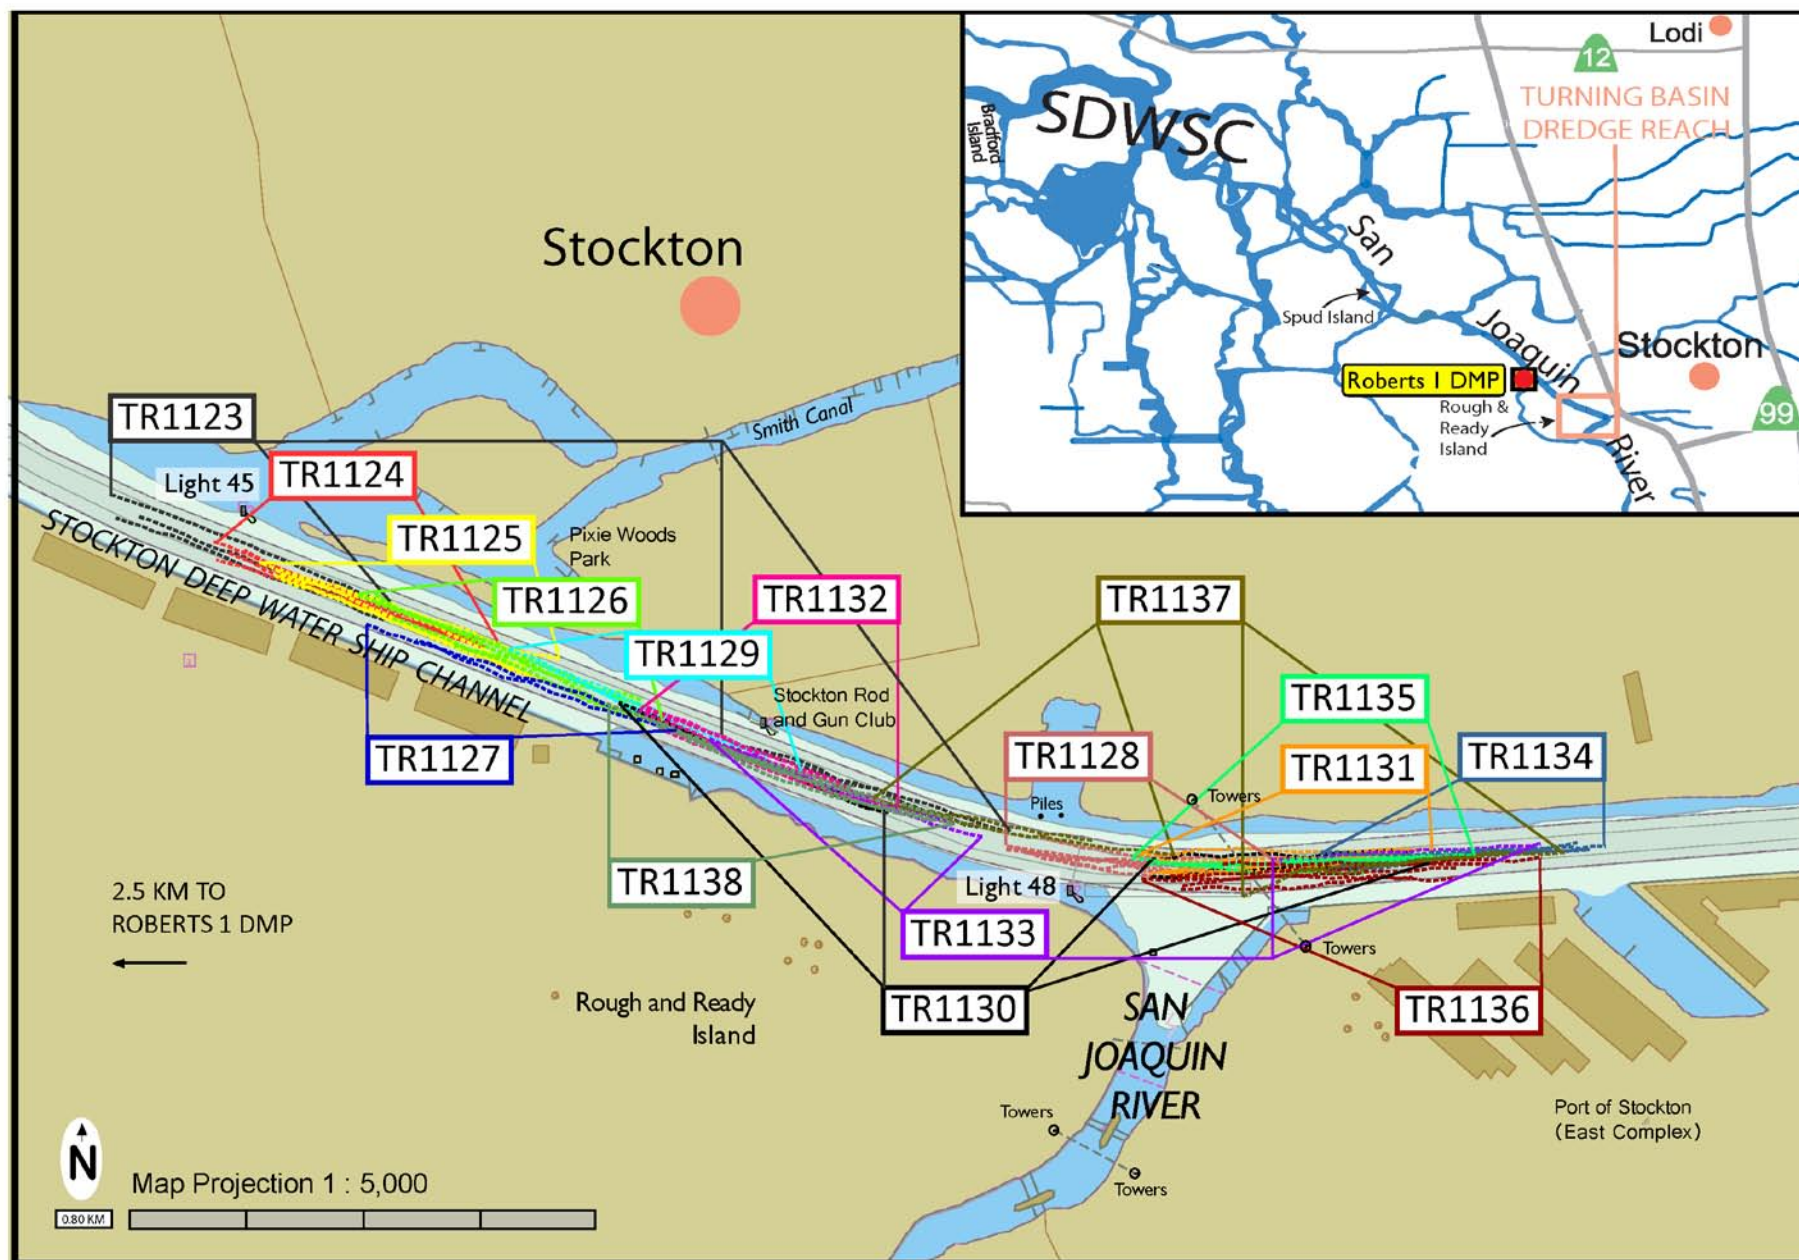 Lodi
12
TURNING BASIN
DREDGE REACH
SDWSC
Bradford
Island
San
Joaquin
River
Spud Island
Stockton
Roberts 1 DMP
Rough &
Ready
Island
99
Stockton
Smith Canal
TR1123
Light 45
TR1124
TR1125
Pixie Woods
Park
STOCKTON DEEP WATER SHIP CHANNEL
TR1126
TR1132
TR1137
TR1129
Stockton Rod
and Gun Club
TR1135
TR1127
TR1128
TR1131
TR1134
Piles
Towers
TR1138
Light 48
TR1133
Towers
2.5 KM TO
ROBERTS 1 DMP
Rough and Ready
Island
TR1130
SAN
JOAQUIN
RIVER
TR1136
Towers
Towers
Port of Stockton
(East Complex)
N
Map Projection 1 : 5,000
0.80 KM